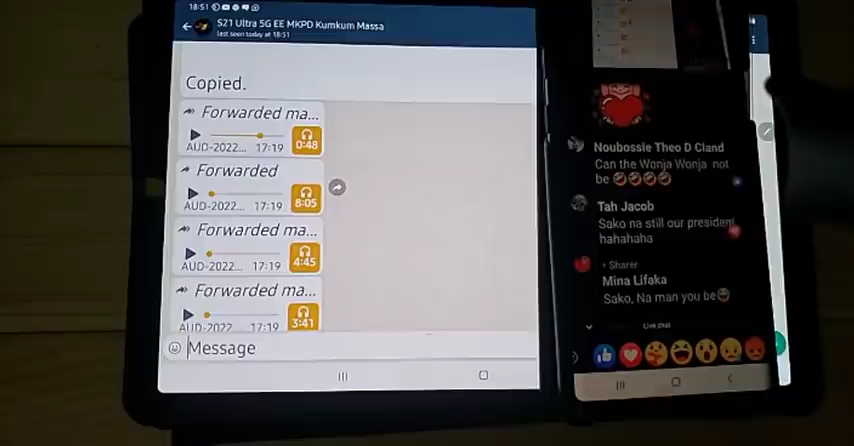 18:51
S21 Ultra 5G EE MKPD Kumkum Massa
last seen today at 18:51
Copied.
Forwarded ma...
0:48
AUD-2022... 17:19
Forwarded
8:05
AUD-2022... 17:19
Forwarded ma...
4:45
AUD-2022... 17:19
Forwarded ma...
3:41
AUD-2022 17:19
Message
Noubossie Theo D Cland
Can the Wonja Wonja not
be 🤣🤣🤣🤣
Tah Jacob
Sako na still our president
hahahaha
• Sharer
Mina Lifaka
Sako, Na man you be😂
Live chat